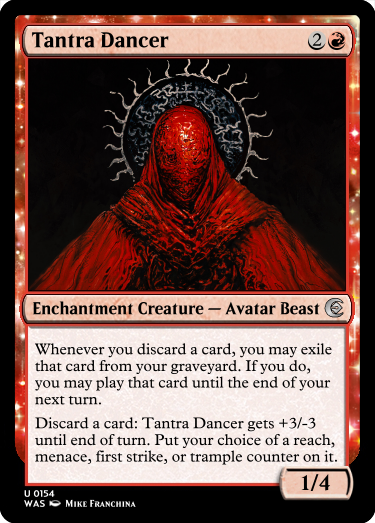 Tantra Dancer 2
Enchantment Creature — Avatar Beast
Whenever you discard a card, you may exile
that card from your graveyard. If you do,
you may play that card until the end of your
next turn.
Discard a card: Tantra Dancer gets +3/-3
until end of turn. Put your choice of a reach,
menace, first strike, or trample counter on it.
1/4
U 0154
WAS Mike Franchina